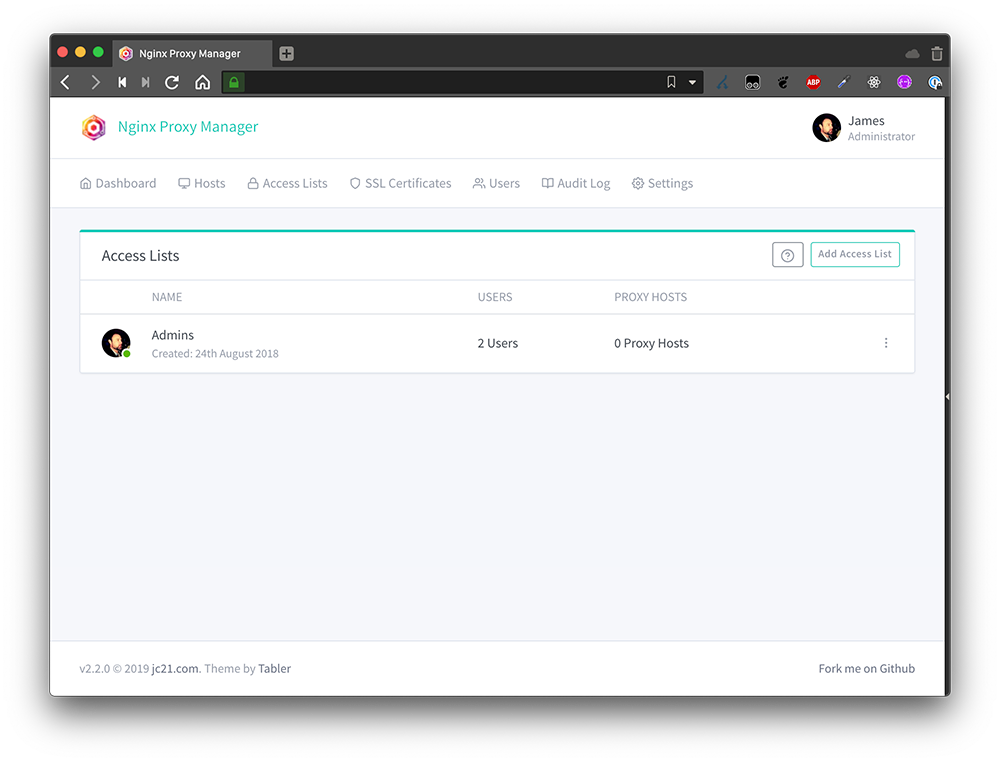 Nginx Proxy Manager
ABP
Nginx Proxy Manager
James
Administrator
Dashboard Hosts Access Lists SSL Certificates Users Audit Log Settings
Access Lists
Add Access List
NAME USERS PROXY HOSTS
Admins
Created: 24th August 2018
2 Users
0 Proxy Hosts
v2.2.0 © 2019 jc21.com. Theme by Tabler
Fork me on Github